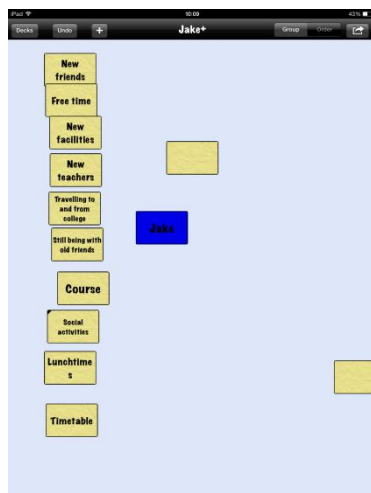 iPad 10:09 43%
Decks Undo + Jake+ Group Order
New
friends
Free time
New
facilities
New
teachers
Travelling to
and from
college
Still being with
old friends
Jake
Course
Social
activities
Lunchtime
s
Timetable